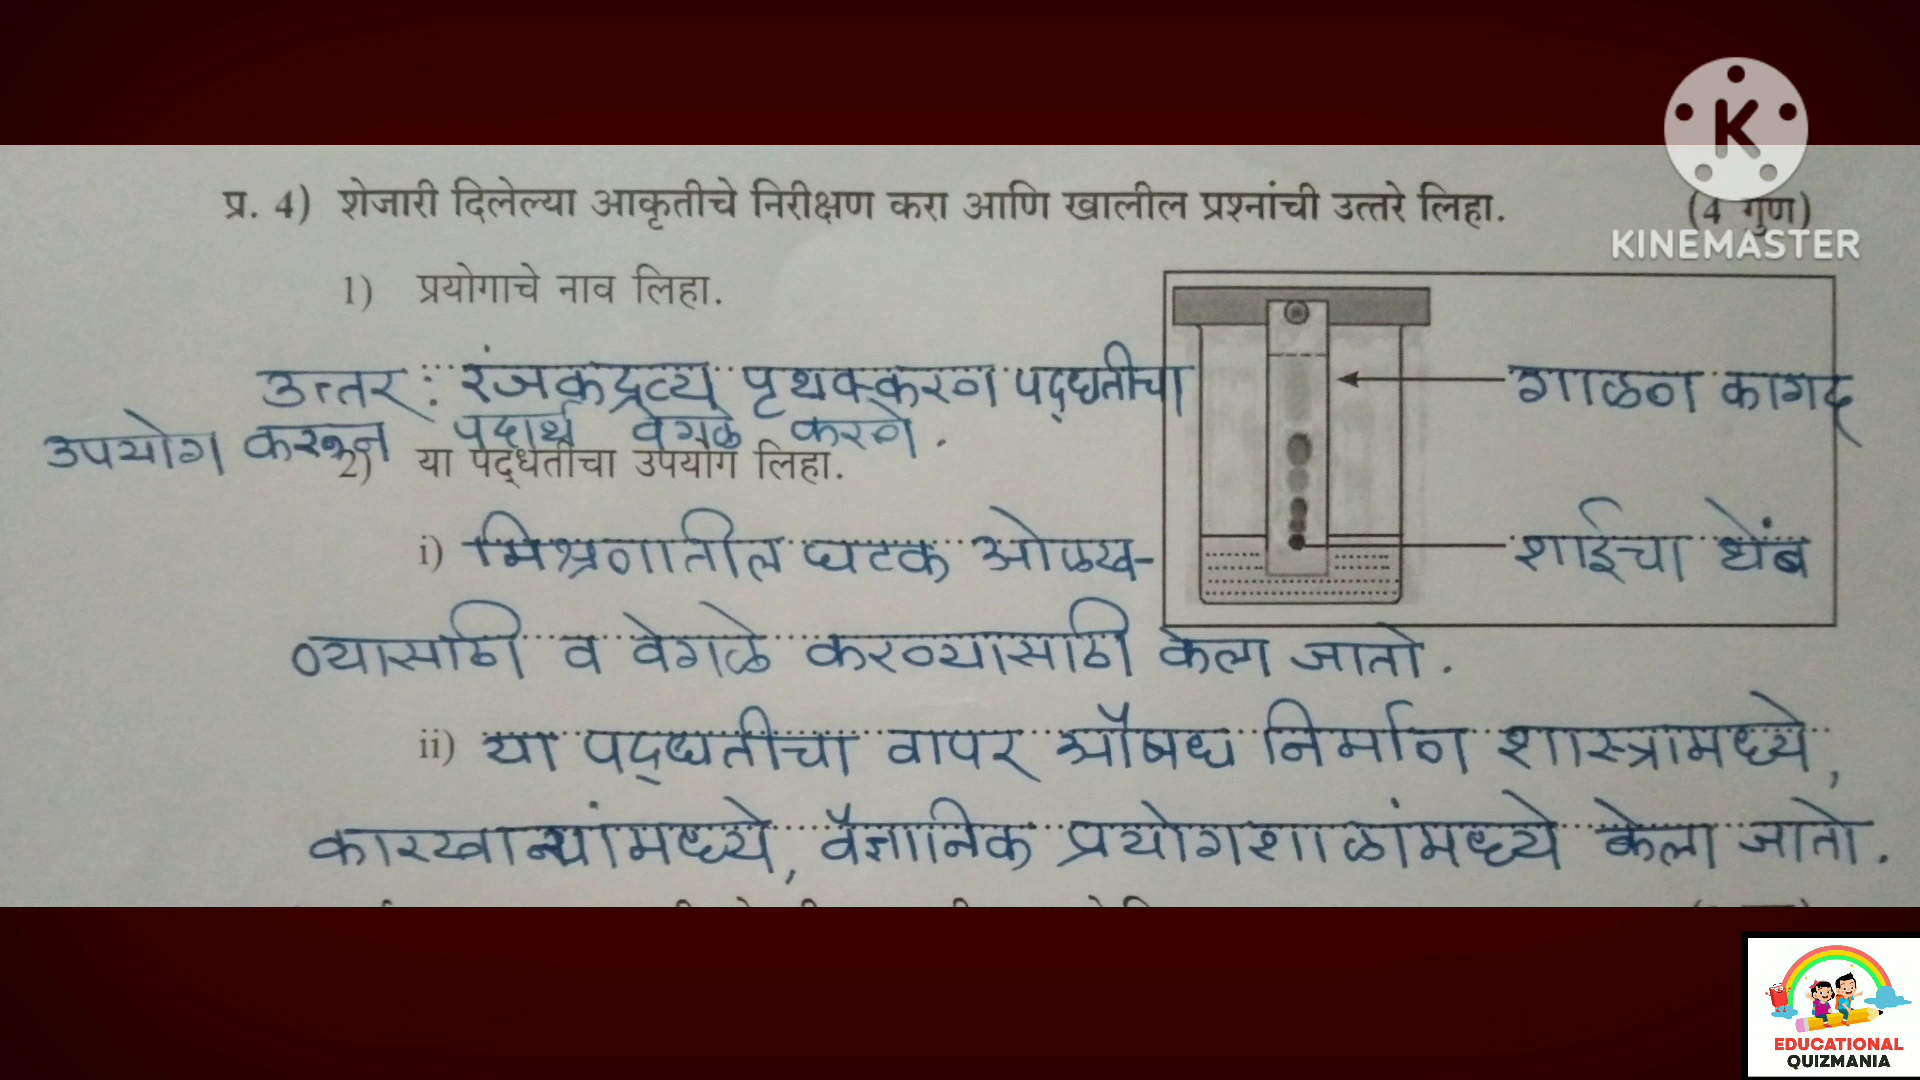 प्र. 4) शेजारी दिलेल्या आकृतीचे निरीक्षण करा आणि खालील प्रश्नांची उत्तरे लिहा. (4 गुण)
KINEMASTER
1) प्रयोगाचे नाव लिहा.
उत्तर : रंजकद्रव्य पृथक्करण पद्धतीचा
गाळण कागद
उपयोग करून पदार्थ वेगळे करणे.
2) या पद्धतीचा उपयोग लिहा.
i) मिश्रणातील घटक ओळख-
शाईचा थेंब
ण्यासाठी व वेगळे करण्यासाठी केला जातो.
ii) या पद्धतीचा वापर औषध निर्माण शास्त्रामध्ये,
कारखान्यांमध्ये, वैज्ञानिक प्रयोगशाळांमध्ये केला जातो.
EDUCATIONAL
QUIZMANIA